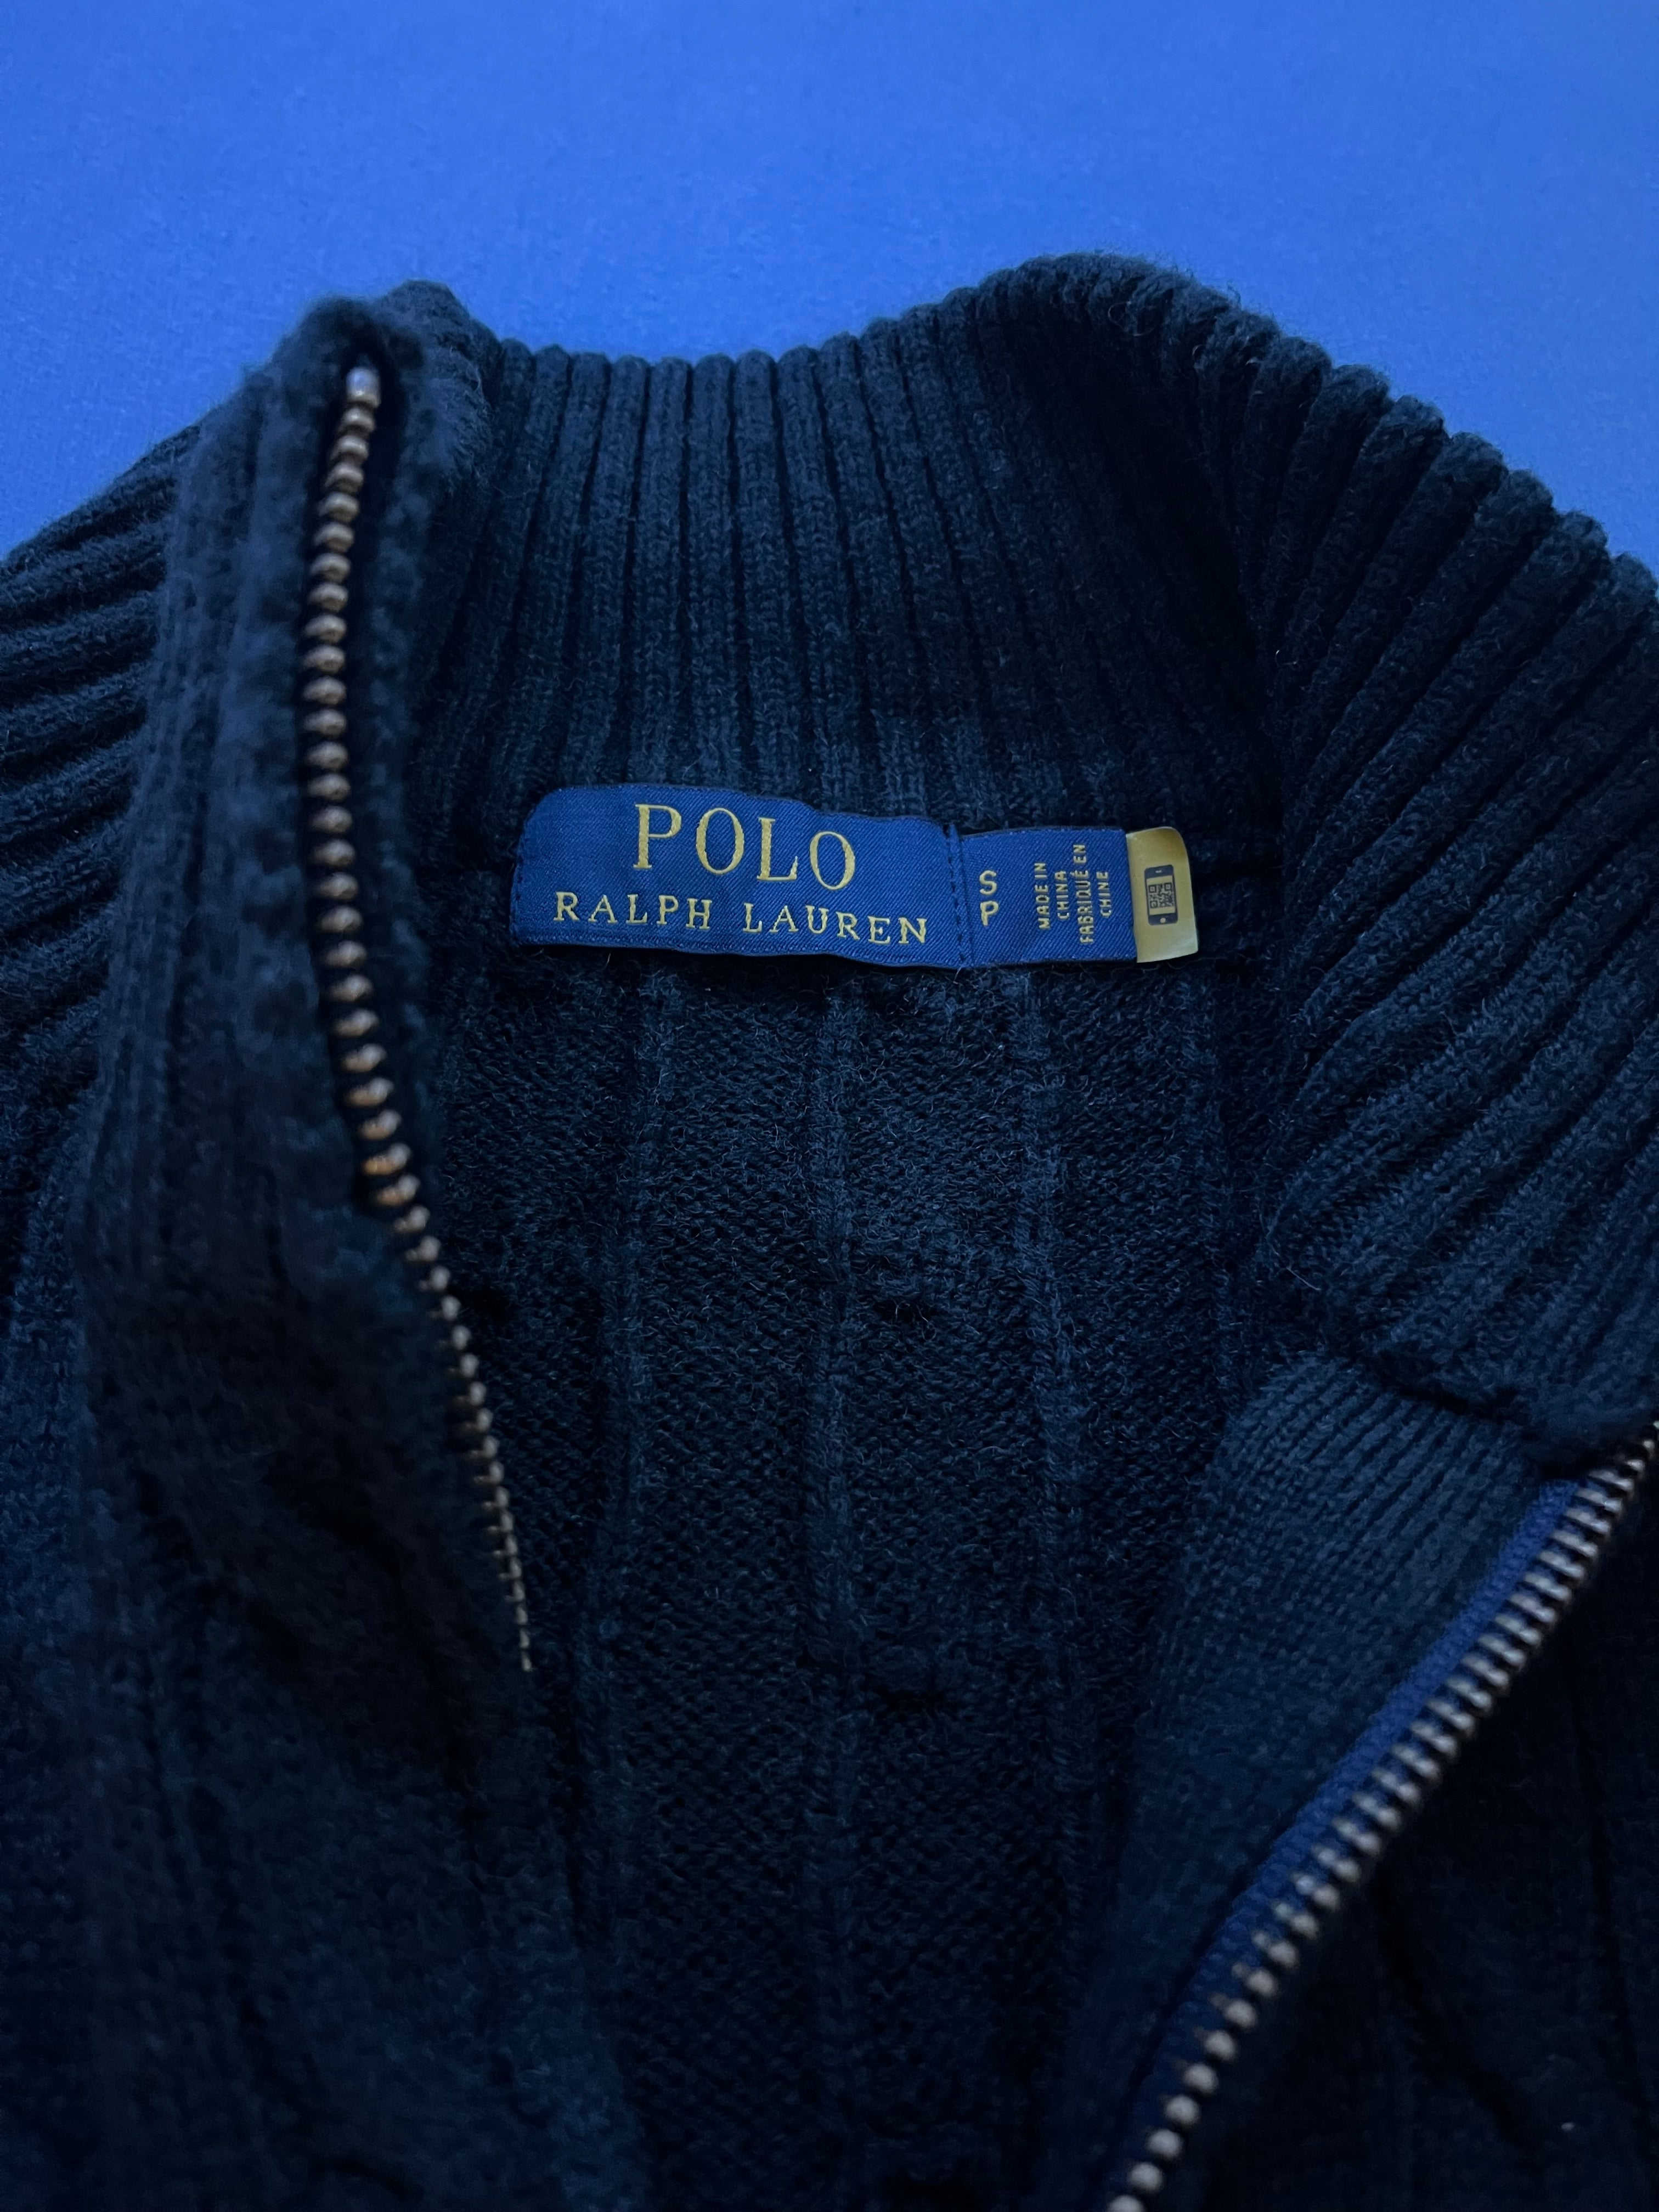 POLO
RALPH LAUREN
S
P
MADE IN
CHINA
FABRIQUÉ EN
CHINE